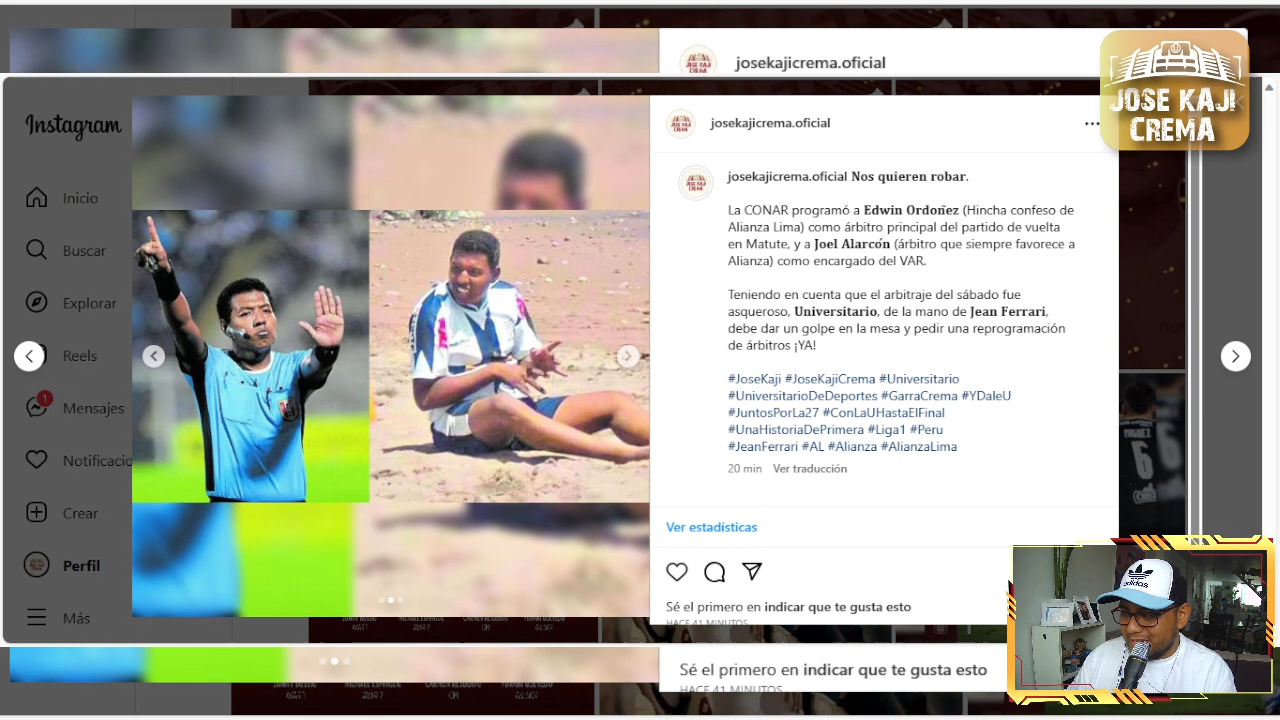 josekajicrema.oficial
JOSE KAJI
CREMA
Instagram
josekajicrema.oficial
Inicio
Buscar
Explorar
Reels
1
Mensajes
Notificacio
Crear
Perfil
Más
josekajicrema.oficial Nos quieren robar.
La CONAR programó a Edwin Ordoñez (Hincha confeso de
Alianza Lima) como árbitro principal del partido de vuelta
en Matute, y a Joel Alarcón (árbitro que siempre favorece a
Alianza) como encargado del VAR.
Teniendo en cuenta que el arbitraje del sábado fue
asqueroso, Universitario, de la mano de Jean Ferrari,
debe dar un golpe en la mesa y pedir una reprogramación
de árbitros ¡YA!
#JoseKaji #JoseKajiCrema #Universitario
#UniversitarioDeDeportes #GarraCrema #YDaleU
#JuntosPorLa27 #ConLaUHastaElFinal
#UnaHistoriaDePrimera #Liga1 #Peru
#JeanFerrari #AL #Alianza #AlianzaLima
20 min Ver traducción
Ver estadísticas
Sé el primero en indicar que te gusta esto
HACE 41 MINUTOS
6
adidas
Sé el primero en indicar que te gusta esto
HACE 41 MINUTOS